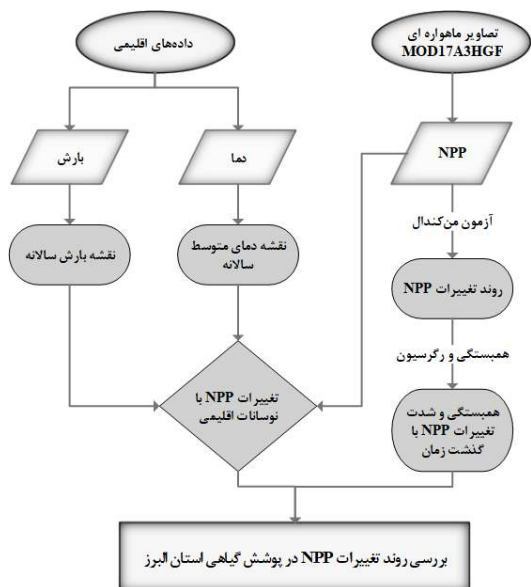 تصاویر ماهواره ای
MOD17A3HGF
داده‌های اقلیمی
NPP
دما
بارش
آزمون من‌کندال
نقشه دمای متوسط
سالانه
نقشه بارش سالانه
روند تغییرات NPP
همبستگی و رگرسیون
تغییرات NPP با
نوسانات اقلیمی
همبستگی و شدت
تغییرات NPP با
گذشت زمان
بررسی روند تغییرات NPP در پوشش گیاهی استان البرز